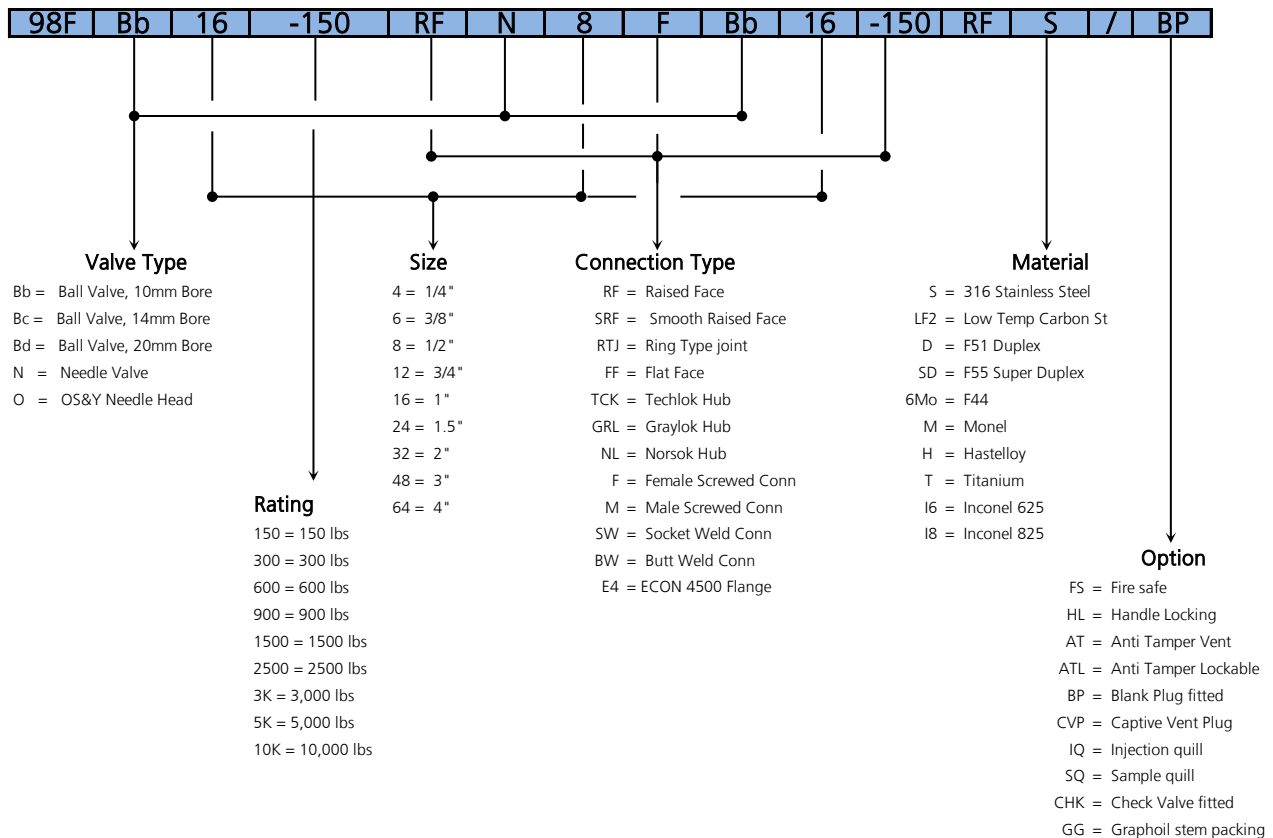 98F Bb 16 -150 RF N 8 F Bb 16 -150 RF S / BP
Valve Type
Bb = Ball Valve, 10mm Bore
Bc = Ball Valve, 14mm Bore
Bd = Ball Valve, 20mm Bore
N = Needle Valve
O = OS&Y Needle Head
Rating
150 = 150 lbs
300 = 300 lbs
600 = 600 lbs
900 = 900 lbs
1500 = 1500 lbs
2500 = 2500 lbs
3K = 3,000 lbs
5K = 5,000 lbs
10K = 10,000 lbs
Size
4 = 1/4"
6 = 3/8"
8 = 1/2"
12 = 3/4"
16 = 1"
24 = 1.5"
32 = 2"
48 = 3"
64 = 4"
Connection Type
RF = Raised Face
SRF = Smooth Raised Face
RTJ = Ring Type joint
FF = Flat Face
TCK = Techlok Hub
GRL = Graylok Hub
NL = Norsok Hub
F = Female Screwed Conn
M = Male Screwed Conn
SW = Socket Weld Conn
BW = Butt Weld Conn
E4 = ECON 4500 Flange
Material
S = 316 Stainless Steel
LF2 = Low Temp Carbon St
D = F51 Duplex
SD = F55 Super Duplex
6Mo = F44
M = Monel
H = Hastelloy
T = Titanium
I6 = Inconel 625
I8 = Inconel 825
Option
FS = Fire safe
HL = Handle Locking
AT = Anti Tamper Vent
ATL = Anti Tamper Lockable
BP = Blank Plug fitted
CVP = Captive Vent Plug
IQ = Injection quill
SQ = Sample quill
CHK = Check Valve fitted
GG = Graphoil stem packing